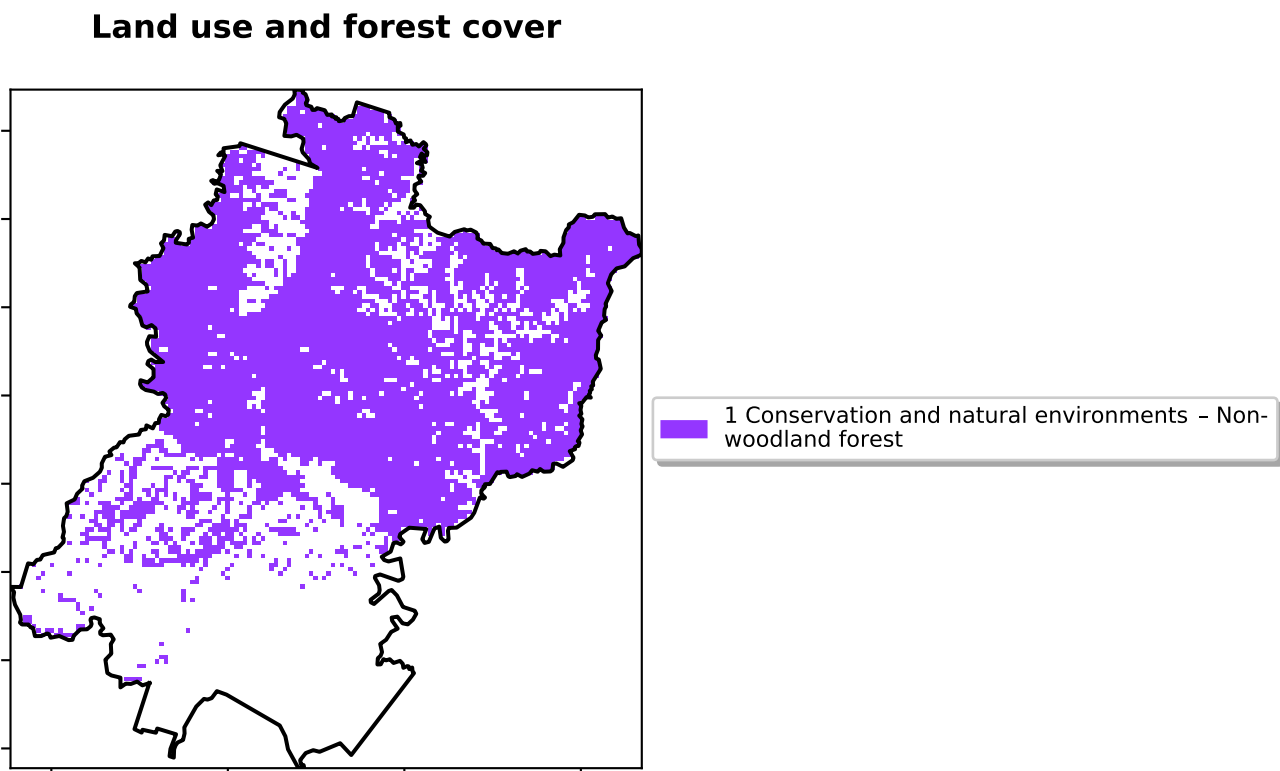 Land use and forest cover
1 Conservation and natural environments – Non-
woodland forest